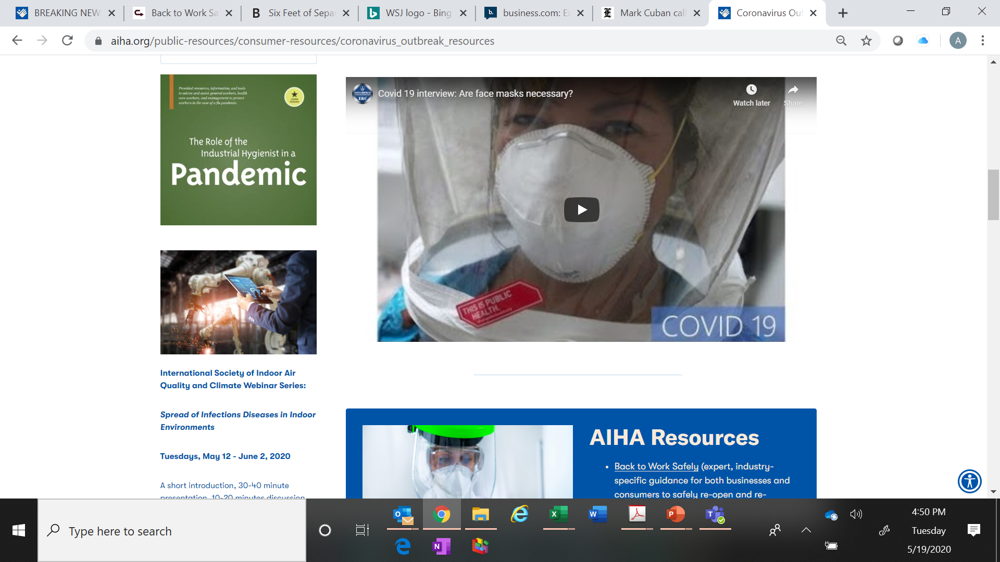 BREAKING NEW
Back to Work Sa
Six Feet of Sepa
WSJ logo - Bing
business.com: E
Mark Cuban cal
Coronavirus Ou
aiha.org/public-resources/consumer-resources/coronavirus_outbreak_resources
A
Provided resources, information, and tools
to advise and assist general workers, health
care workers, and management to protect
workers in the case of a flu pandemic.
The Role of the
Industrial Hygienist in a
Pandemic
ERC
Covid 19 interview: Are face masks necessary?
Watch later
Share
THIS IS PUBLIC
HEALTH.
COVID 19
International Society of Indoor Air
Quality and Climate Webinar Series:
Spread of Infections Diseases in Indoor
Environments
Tuesdays, May 12 - June 2, 2020
A short introduction, 30-40 minute
presentation, 10-20 minutes discussion
AIHA Resources
• Back to Work Safely (expert, industry-
specific guidance for both businesses and
consumers to safely re-open and re-
Type here to search
4:50 PM
Tuesday
5/19/2020